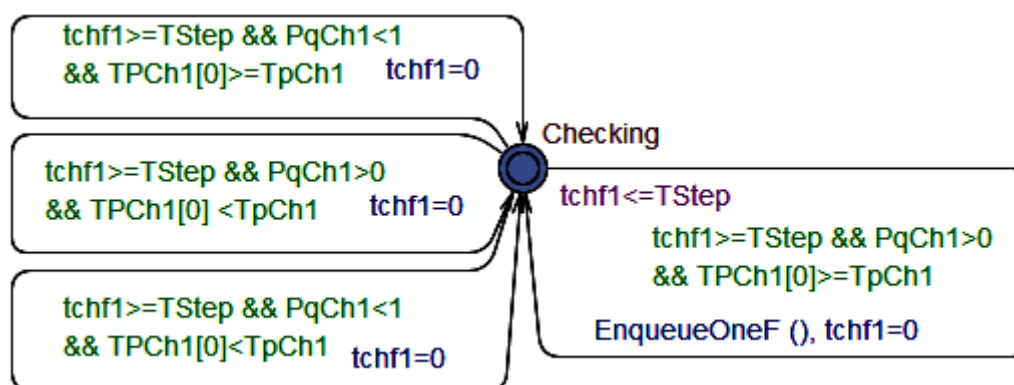 tchf1>=TStep && PqCh1<1
&& TPCh1[0]>=TpCh1 tchf1=0
Checking
tchf1>=TStep && PqCh1>0
&& TPCh1[0] <TpCh1 tchf1=0
tchf1<=TStep
tchf1>=TStep && PqCh1>0
&& TPCh1[0]>=TpCh1
EnqueueOneF (), tchf1=0
tchf1>=TStep && PqCh1<1
&& TPCh1[0]<TpCh1 tchf1=0